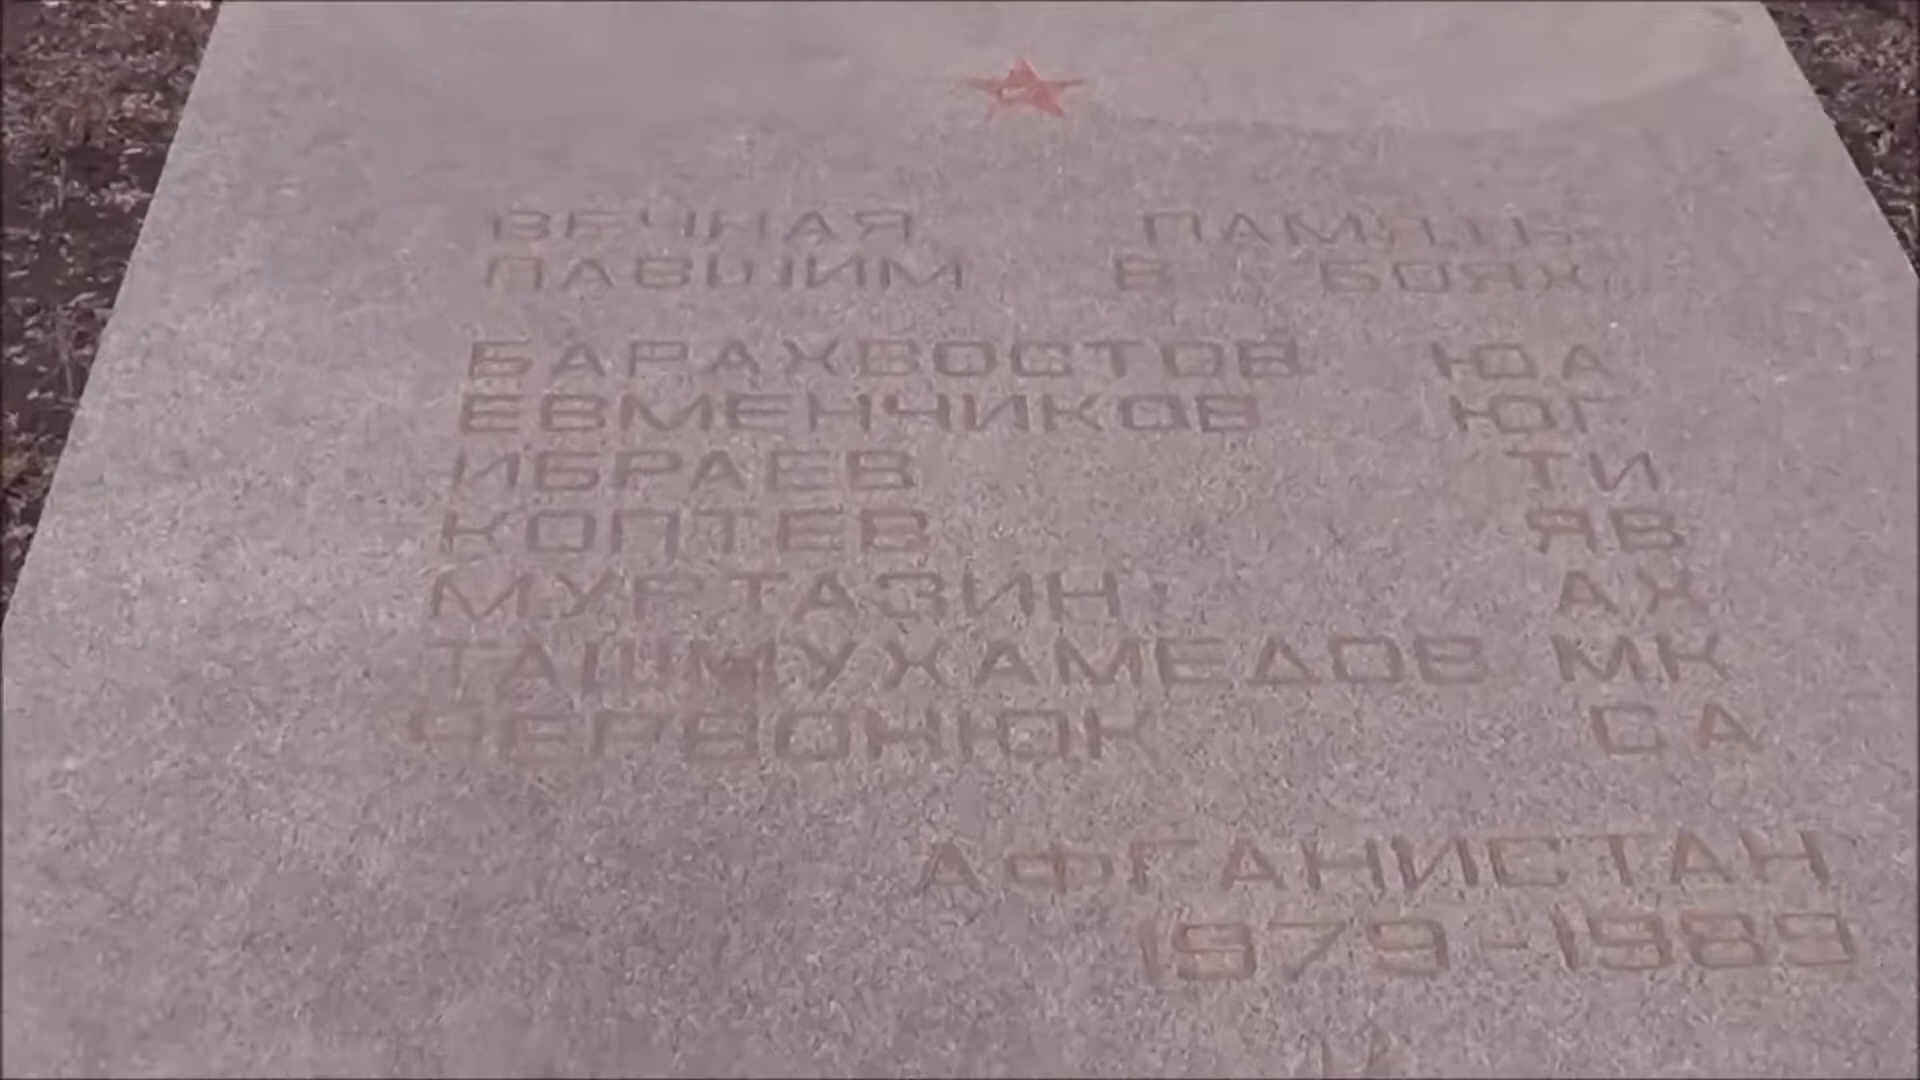 ВЕЧНАЯ ПАМЯТЬ
ПАВШИМ В БОЯХ
БАРАХВОСТОВ ЮА
ЕВМЕНЧИКОВ ЮГ
ИБРАЕВ ТИ
КОПТЕВ ЯВ
МУРТАЗИН АХ
ТАШМУХАМЕДОВ МК
ЧЕРВОНЮК СА
АФГАНИСТАН
1979-1989